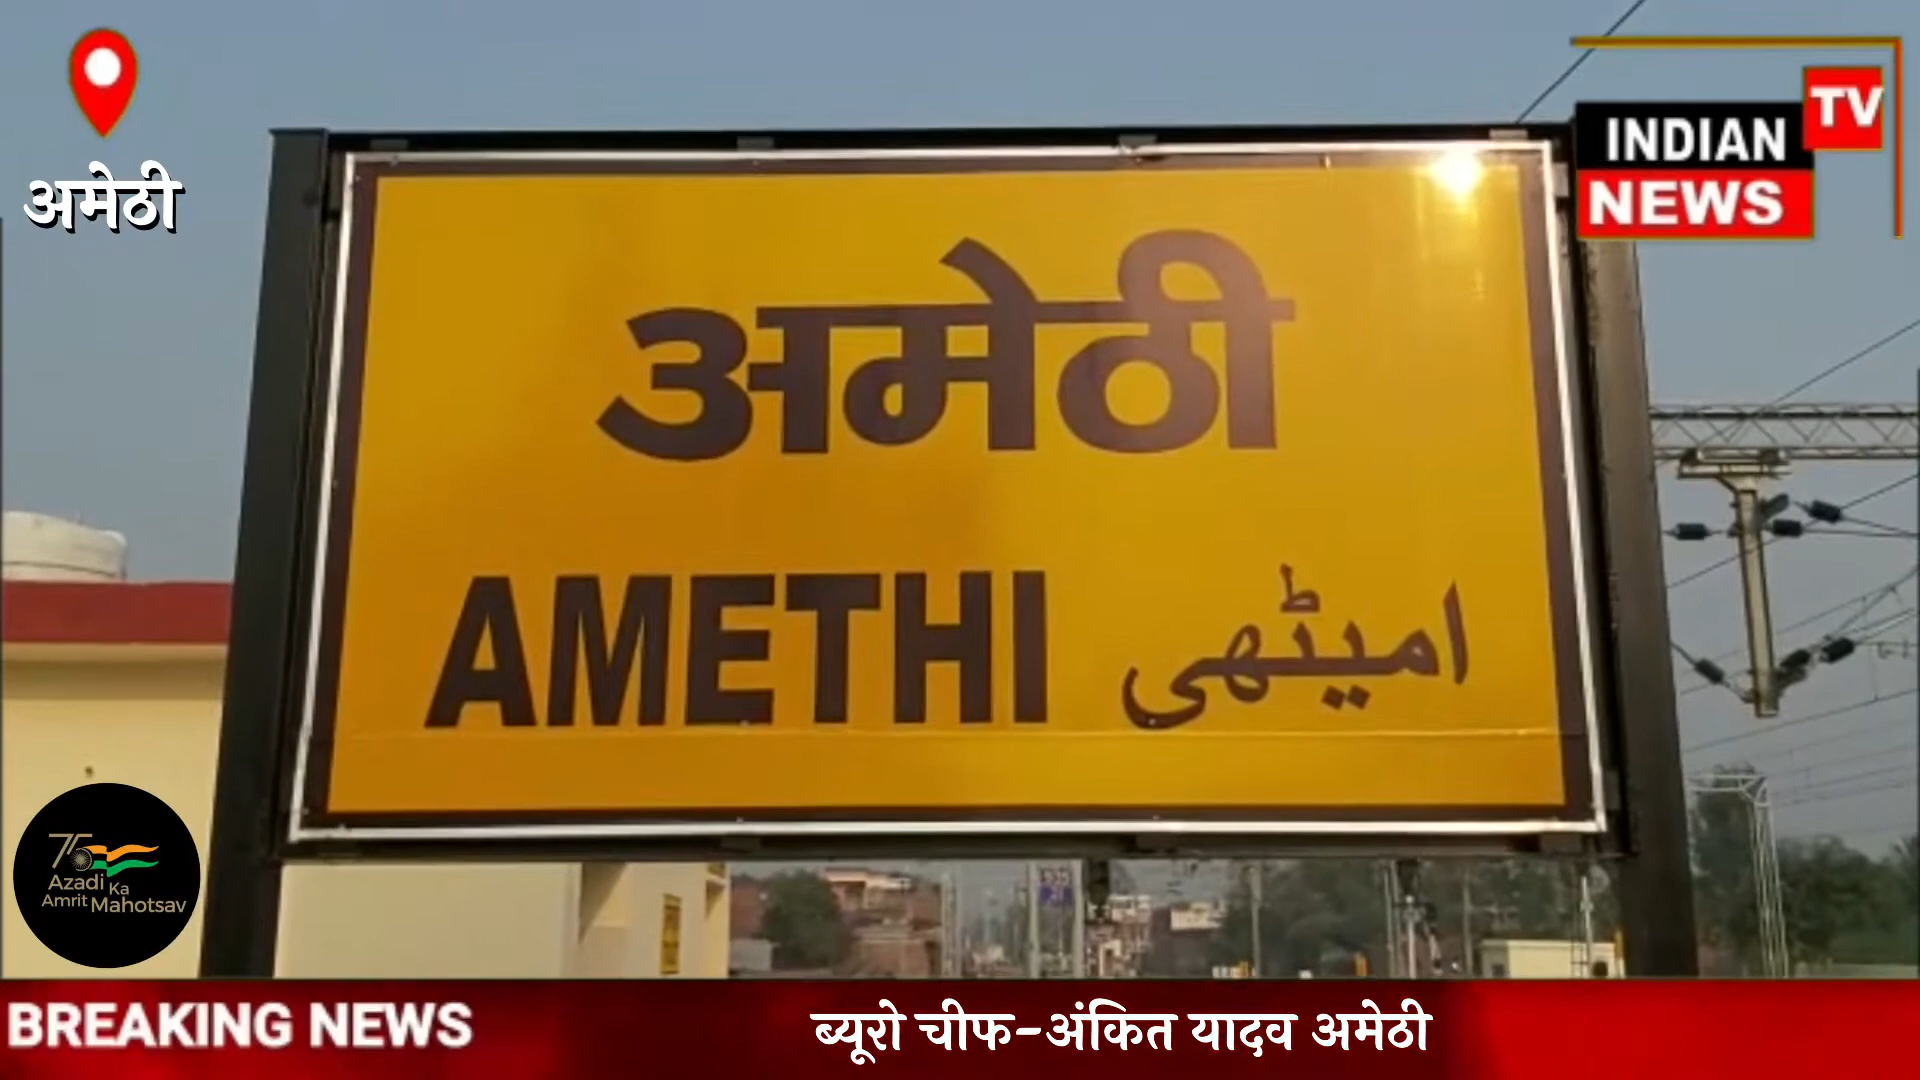 अमेठी
TV
INDIAN
NEWS
अमेठी
AMETHI امیٹھی
75
Azadi Ka
Amrit Mahotsav
BREAKING NEWS
ब्यूरो चीफ-अंकित यादव अमेठी